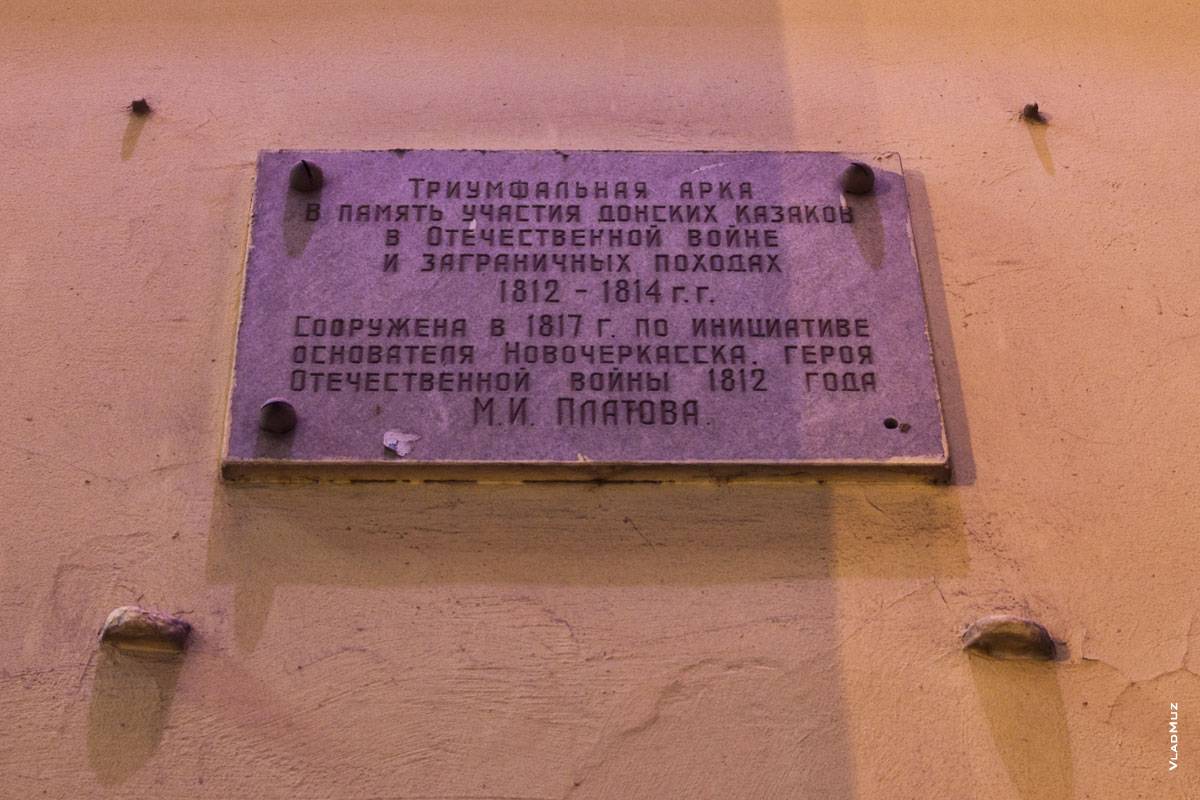 Триумфальная арка
в память участия донских казаков
в Отечественной войне
и заграничных походах
1812 - 1814 г.г.
Сооружена в 1817 г. по инициативе
основателя Новочеркасска. героя
Отечественной войны 1812 года
М.И. Платова.
VladMuz